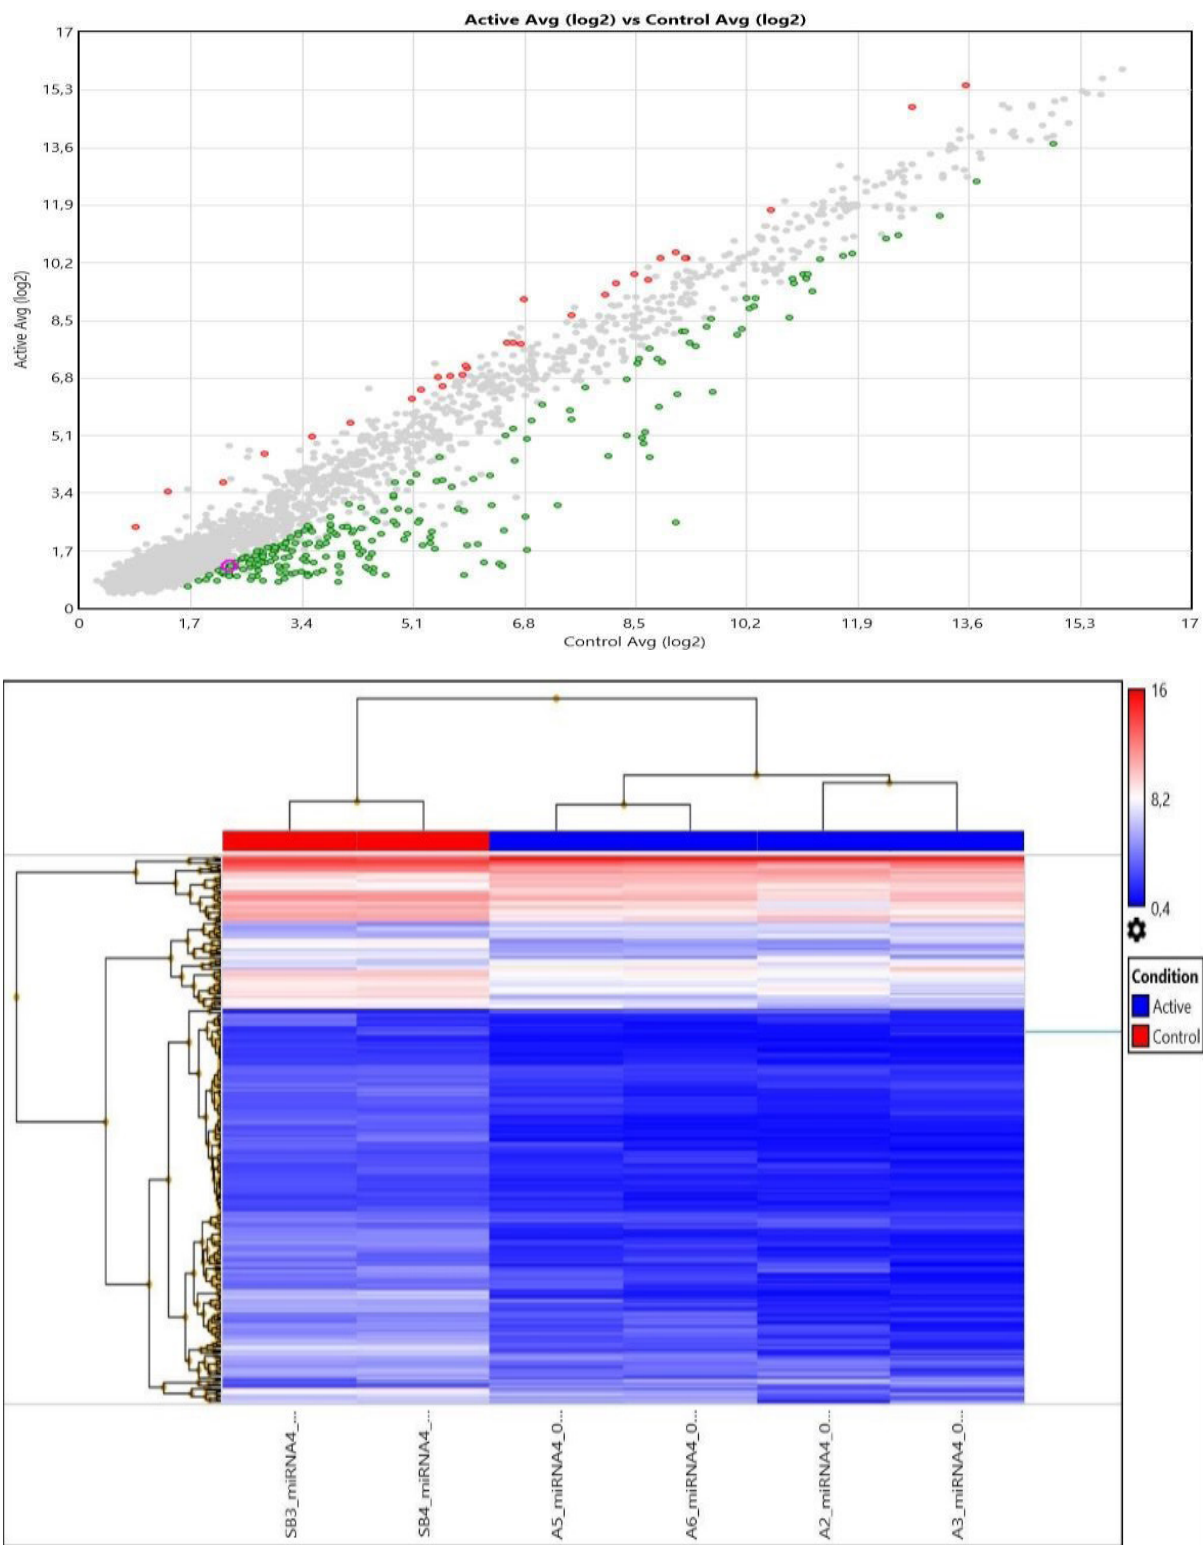 Active Avg (log2) vs Control Avg (log2)
17
15,3
13,6
11,9
10,2
8,5
6,8
5,1
3,4
1,7
0
Active Avg (log2)
0 1,7 3,4 5,1 6,8 8,5 10,2 11,9 13,6 15,3 17
Control Avg (log2)
16
8,2
0,4
Condition
Active
Control
SB3_miRNA4_...
SB4_miRNA4_...
A5_miRNA4_0...
A6_miRNA4_0...
A2_miRNA4_0...
A3_miRNA4_0...